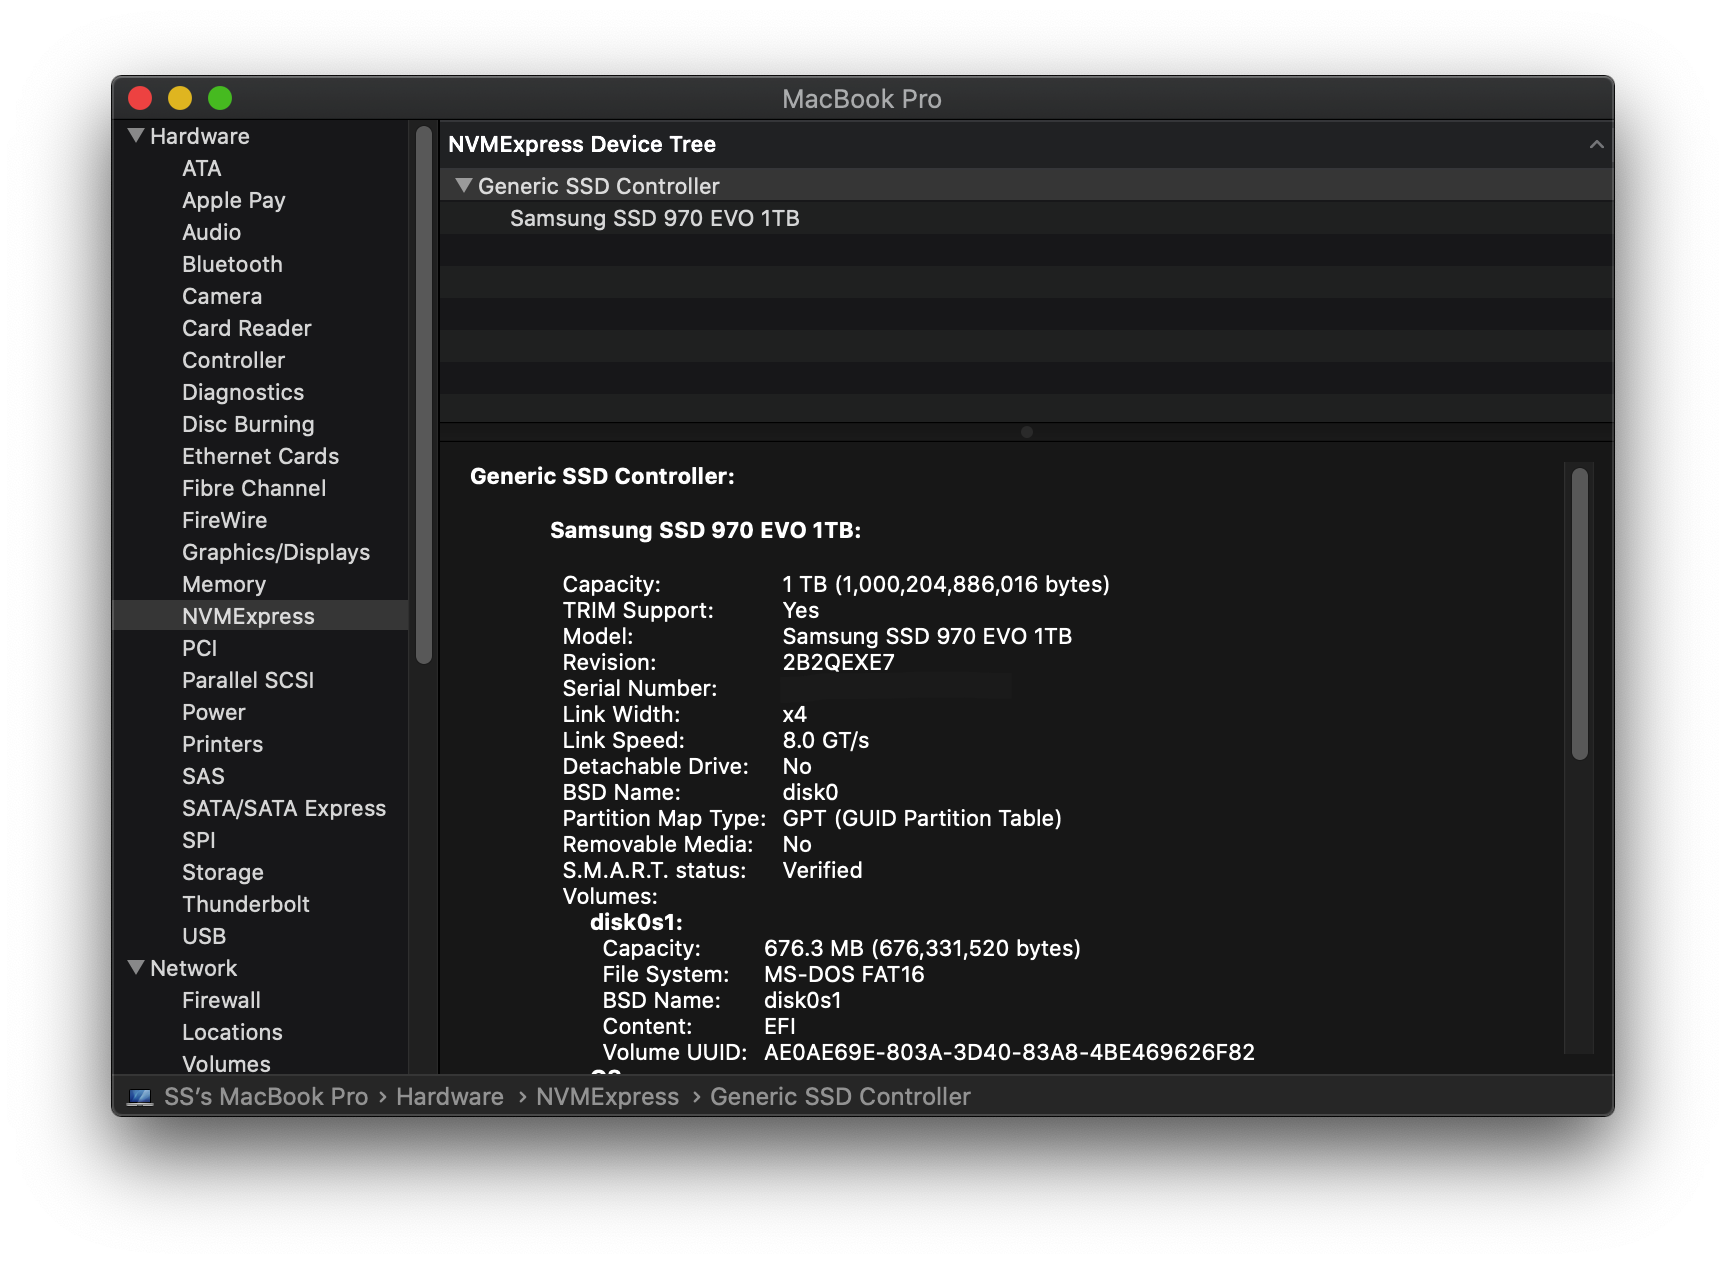 MacBook Pro
Hardware
ATA
Apple Pay
Audio
Bluetooth
Camera
Card Reader
Controller
Diagnostics
Disc Burning
Ethernet Cards
Fibre Channel
FireWire
Graphics/Displays
Memory
NVMExpress
PCI
Parallel SCSI
Power
Printers
SAS
SATA/SATA Express
SPI
Storage
Thunderbolt
USB
Network
Firewall
Locations
Volumes
NVMExpress Device Tree
Generic SSD Controller
Samsung SSD 970 EVO 1TB
Generic SSD Controller:
Samsung SSD 970 EVO 1TB:
Capacity: 1 TB (1,000,204,886,016 bytes)
TRIM Support: Yes
Model: Samsung SSD 970 EVO 1TB
Revision: 2B2QEXE7
Serial Number:
Link Width: x4
Link Speed: 8.0 GT/s
Detachable Drive: No
BSD Name: disk0
Partition Map Type: GPT (GUID Partition Table)
Removable Media: No
S.M.A.R.T. status: Verified
Volumes:
disk0s1:
Capacity: 676.3 MB (676,331,520 bytes)
File System: MS-DOS FAT16
BSD Name: disk0s1
Content: EFI
Volume UUID: AE0AE69E-803A-3D40-83A8-4BE469626F82
SS's MacBook Pro › Hardware › NVMExpress › Generic SSD Controller